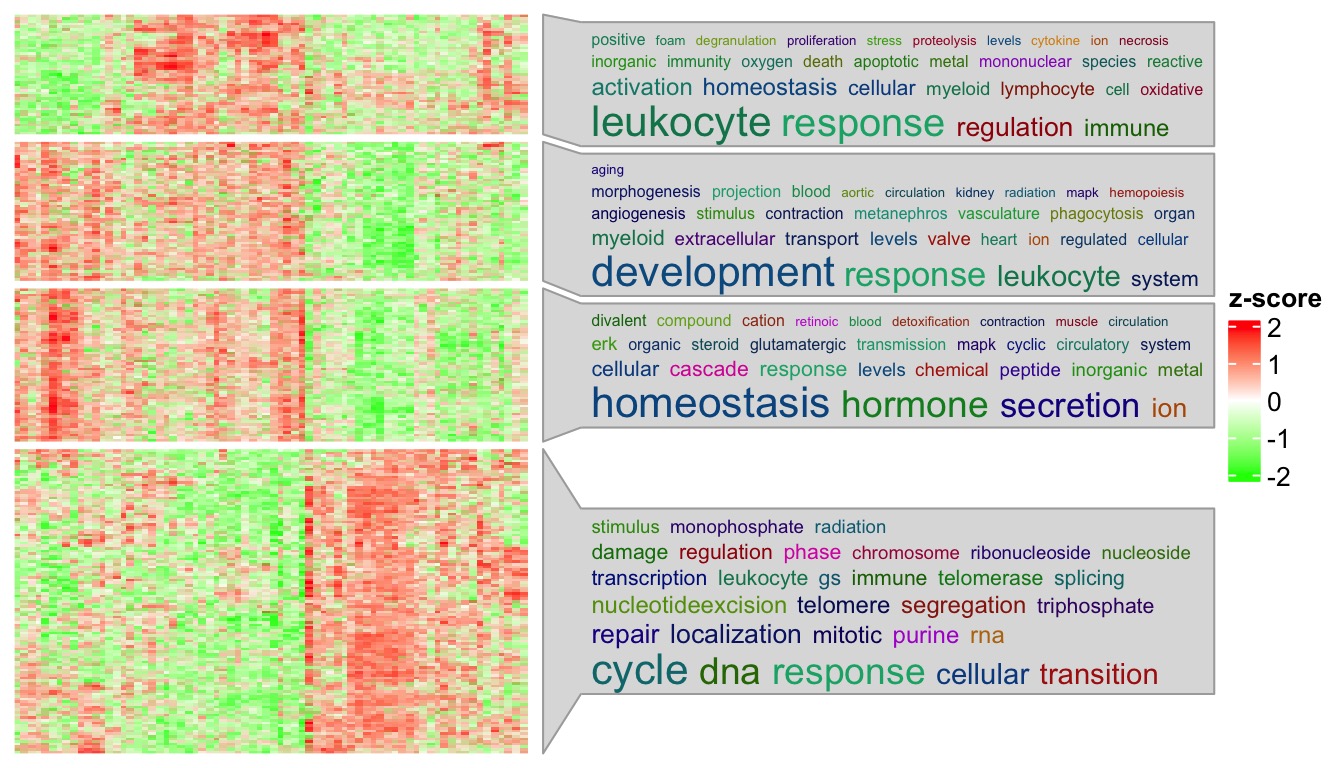 positive foam degranulation proliferation stress proteolysis levels cytokine ion necrosis
inorganic immunity oxygen death apoptotic metal mononuclear species reactive
activation homeostasis cellular myeloid lymphocyte cell oxidative
leukocyte response regulation immune
aging
morphogenesis projection blood aortic circulation kidney radiation mapk hemopoiesis
angiogenesis stimulus contraction metanephros vasculature phagocytosis organ
myeloid extracellular transport levels valve heart ion regulated cellular
development response leukocyte system
divalent compound cation retinoic blood detoxification contraction muscle circulation
erk organic steroid glutamatergic transmission mapk cyclic circulatory system
cellular cascade response levels chemical peptide inorganic metal
homeostasis hormone secretion ion
stimulus monophosphate radiation
damage regulation phase chromosome ribonucleoside nucleoside
transcription leukocyte gs immune telomerase splicing
nucleotideexcision telomere segregation triphosphate
repair localization mitotic purine rna
cycle dna response cellular transition
z-score
2
1
0
-1
-2